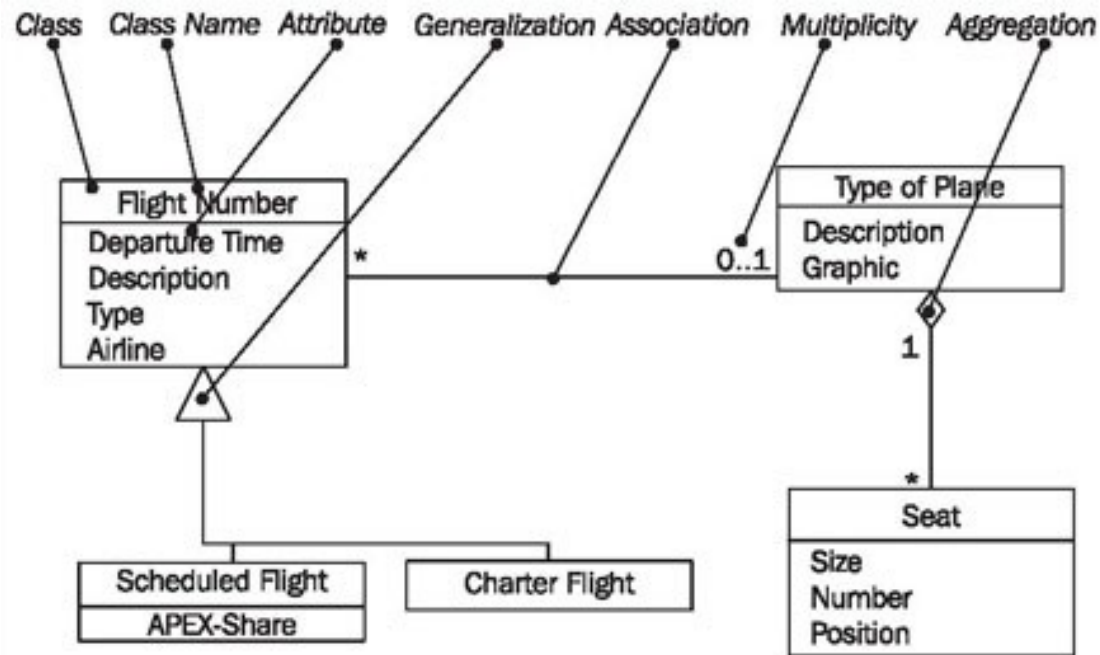 Class Class Name Attribute Generalization Association Multiplicity Aggregation
Flight Number
Departure Time
Description
Type
Airline
*
0..1
Type of Plane
Description
Graphic
1
*
Seat
Size
Number
Position
Scheduled Flight
APEX-Share
Charter Flight